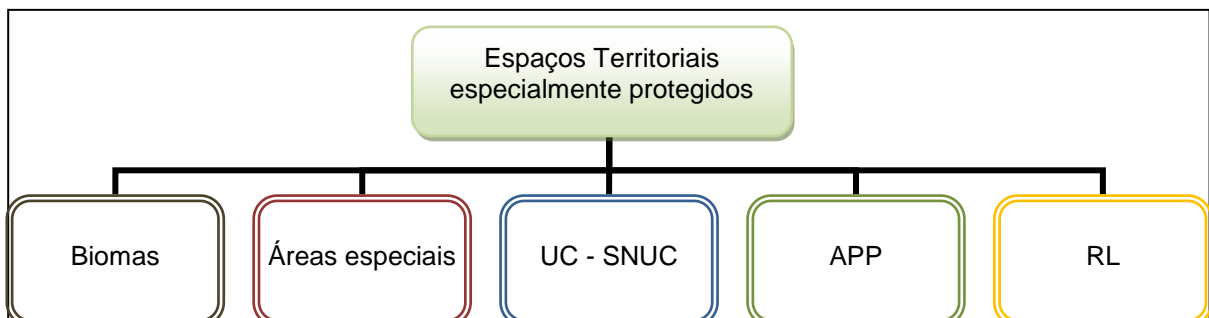 Espaços Territoriais
especialmente protegidos
Biomas
Áreas especiais
UC - SNUC
APP
RL